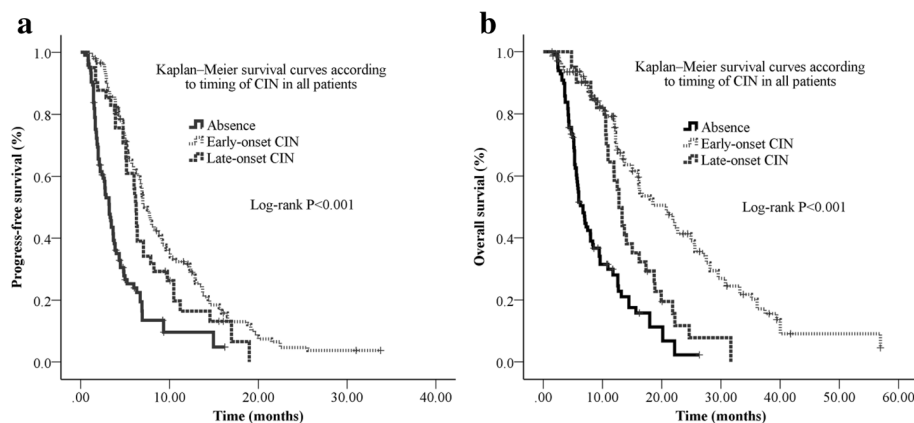 a
Kaplan–Meier survival curves according
to timing of CIN in all patients
Absence
Early-onset CIN
Late-onset CIN
Log-rank P<0.001
Progress-free survival (%)
1.0
0.8
0.6
0.4
0.2
0.0
.00 10.00 20.00 30.00 40.00
Time (months)
b
Kaplan–Meier survival curves according
to timing of CIN in all patients
Absence
Early-onset CIN
Late-onset CIN
Log-rank P<0.001
Overall survial (%)
1.0
0.8
0.6
0.4
0.2
0.0
.00 10.00 20.00 30.00 40.00 50.00 60.00
Time (months)